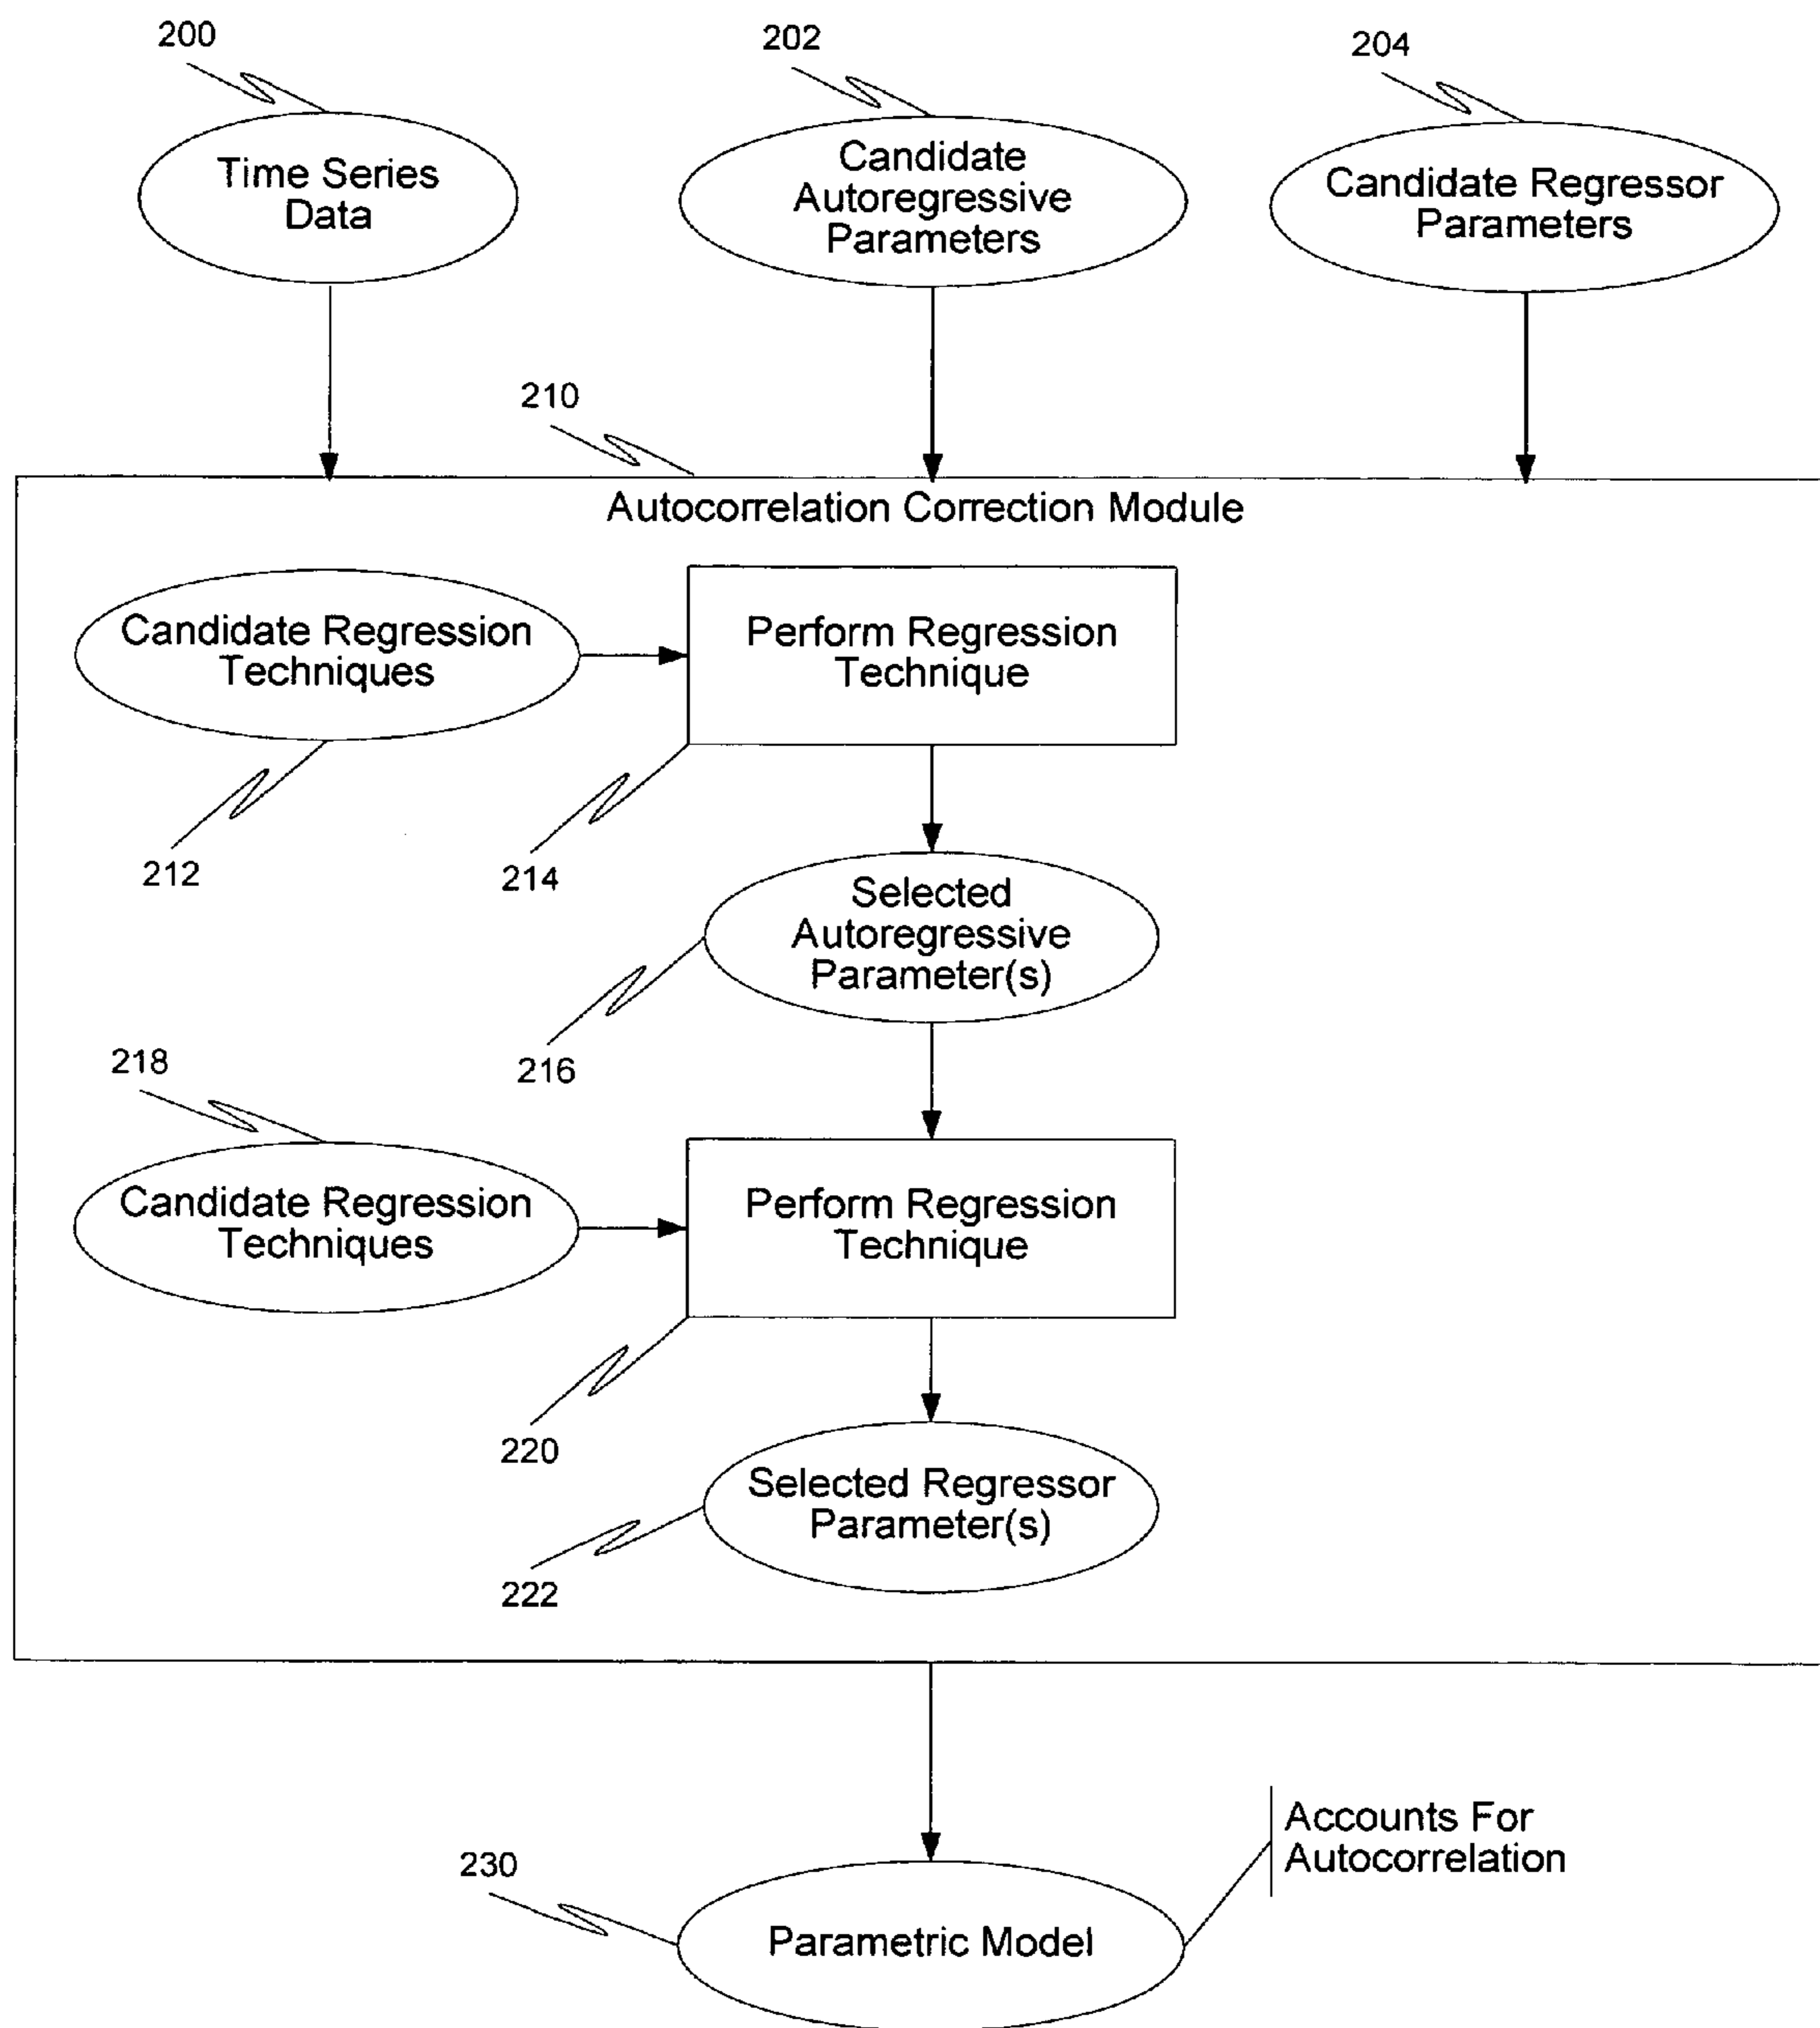 200
202
204
Time Series
Data
Candidate
Autoregressive
Parameters
Candidate Regressor
Parameters
210
Autocorrelation Correction Module
Candidate Regression
Techniques
Perform Regression
Technique
212
214
Selected
Autoregressive
Parameter(s)
216
218
Candidate Regression
Techniques
Perform Regression
Technique
220
Selected Regressor
Parameter(s)
222
Accounts For
Autocorrelation
230
Parametric Model